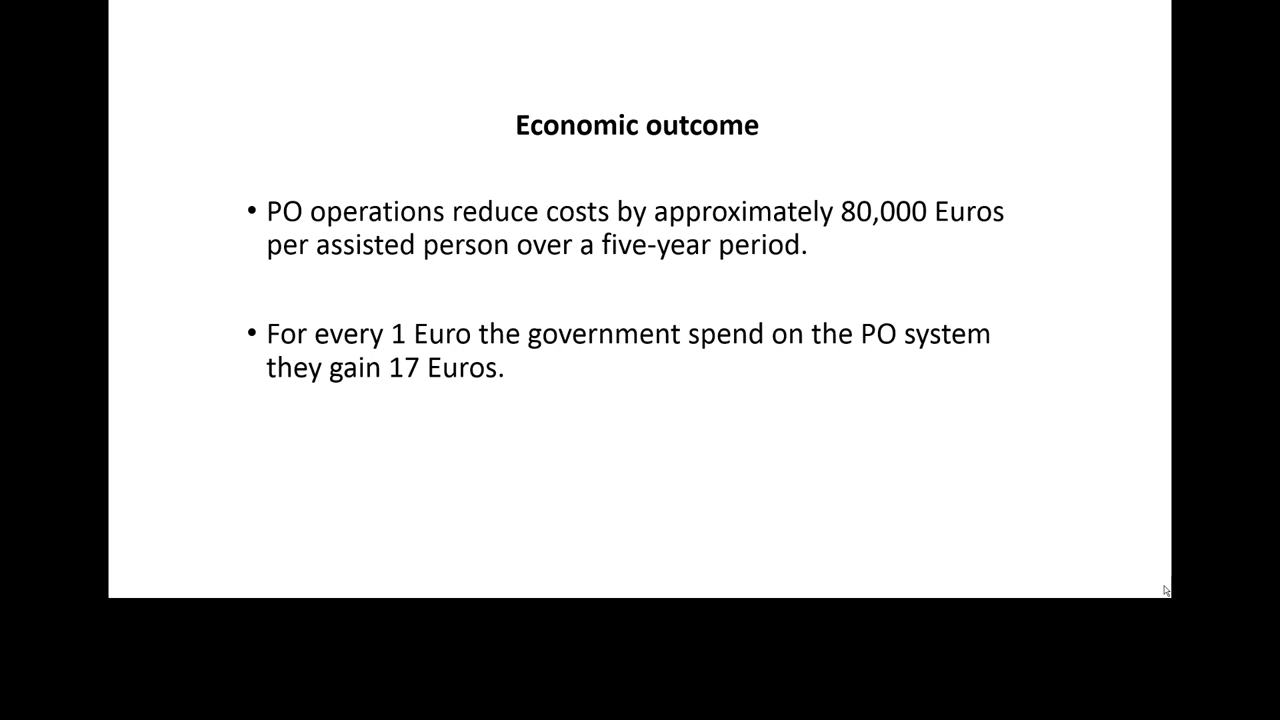 Economic outcome
• PO operations reduce costs by approximately 80,000 Euros
per assisted person over a five-year period.
• For every 1 Euro the government spend on the PO system
they gain 17 Euros.